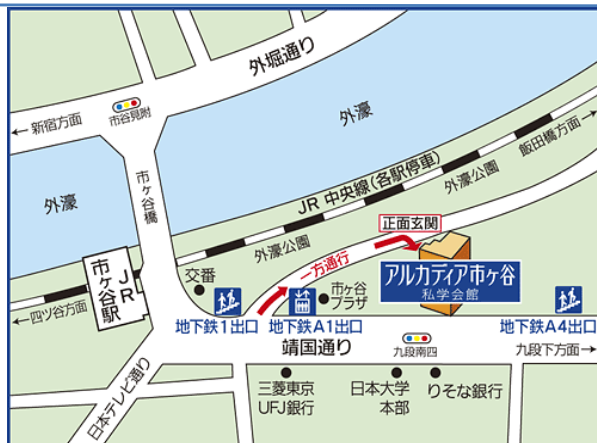 外堀通り
←新宿方面
市谷見附
外濠
飯田橋方面→
市ヶ谷橋
JR 中央線(各駅停車)
外濠公園
外濠
正面玄関
外濠公園
一方通行
アルカディア市ヶ谷
私学会館
JR
市ヶ谷駅
交番
市ヶ谷
プラザ
←四ツ谷方面
地下鉄1出口
地下鉄A1出口
地下鉄A4出口
靖国通り
九段南四
九段下方面→
日本テレビ通り
三菱東京
UFJ銀行
日本大学
本部
りそな銀行